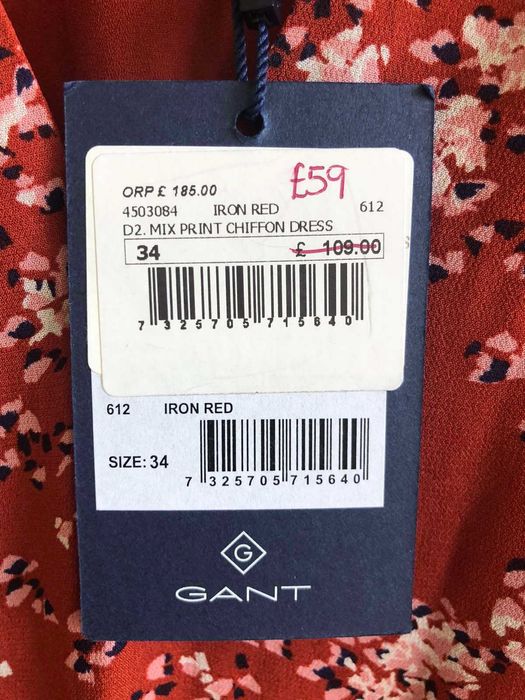 ORP £ 185.00 £59
4503084 IRON RED 612
D2. MIX PRINT CHIFFON DRESS
34 £ 109.00
7 325705 715640
612 IRON RED
SIZE: 34
7 325705 715640
G
GANT